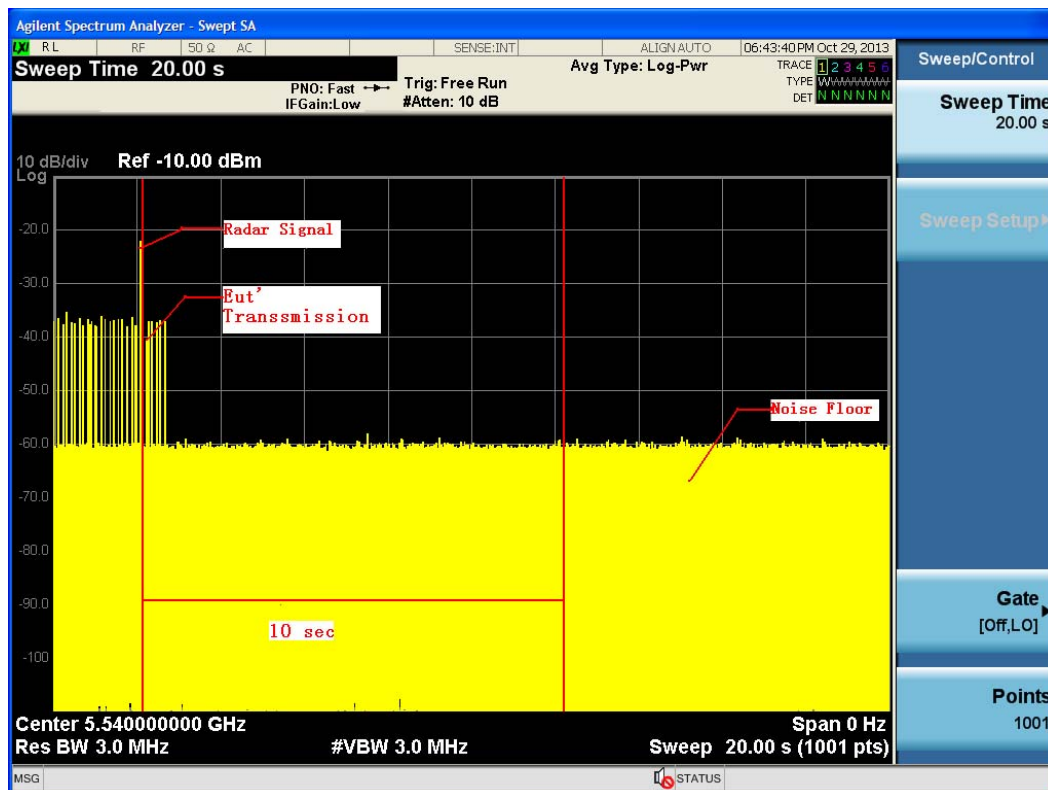 Agilent Spectrum Analyzer - Swept SA
LXI RL RF 50 Ω AC SENSE:INT ALIGN AUTO 06:43:40 PM Oct 29, 2013
Sweep Time 20.00 s
PNO: Fast
IFGain:Low
Trig: Free Run
#Atten: 10 dB
Avg Type: Log-Pwr
TRACE 1 2 3 4 5 6
TYPE WWWWWW
DET N N N N N N
10 dB/div
Log
Ref -10.00 dBm
-20.0
-30.0
-40.0
-50.0
-60.0
-70.0
-80.0
-90.0
-100
Radar Signal
Eut'
Transsmission
Noise Floor
10 sec
Center 5.540000000 GHz
Span 0 Hz
Res BW 3.0 MHz
#VBW 3.0 MHz
Sweep 20.00 s (1001 pts)
MSG
STATUS
Sweep/Control
Sweep Time
20.00 s
Sweep Setup
Gate
[Off,LO]
Points
1001